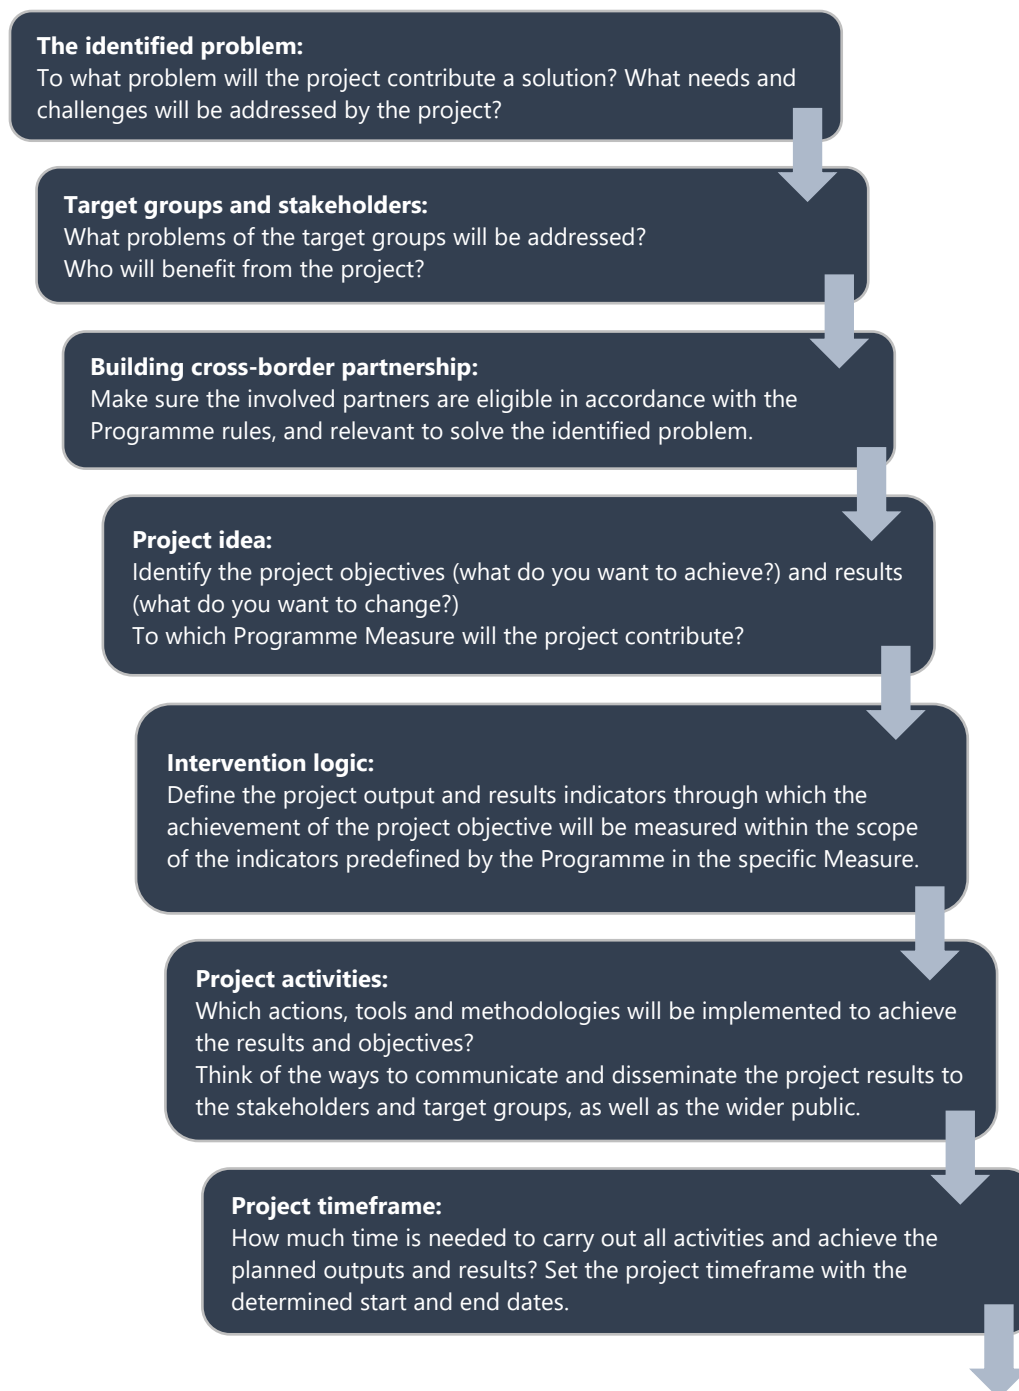 The identified problem:
To what problem will the project contribute a solution? What needs and
challenges will be addressed by the project?
Target groups and stakeholders:
What problems of the target groups will be addressed?
Who will benefit from the project?
Building cross-border partnership:
Make sure the involved partners are eligible in accordance with the
Programme rules, and relevant to solve the identified problem.
Project idea:
Identify the project objectives (what do you want to achieve?) and results
(what do you want to change?)
To which Programme Measure will the project contribute?
Intervention logic:
Define the project output and results indicators through which the
achievement of the project objective will be measured within the scope
of the indicators predefined by the Programme in the specific Measure.
Project activities:
Which actions, tools and methodologies will be implemented to achieve
the results and objectives?
Think of the ways to communicate and disseminate the project results to
the stakeholders and target groups, as well as the wider public.
Project timeframe:
How much time is needed to carry out all activities and achieve the
planned outputs and results? Set the project timeframe with the
determined start and end dates.